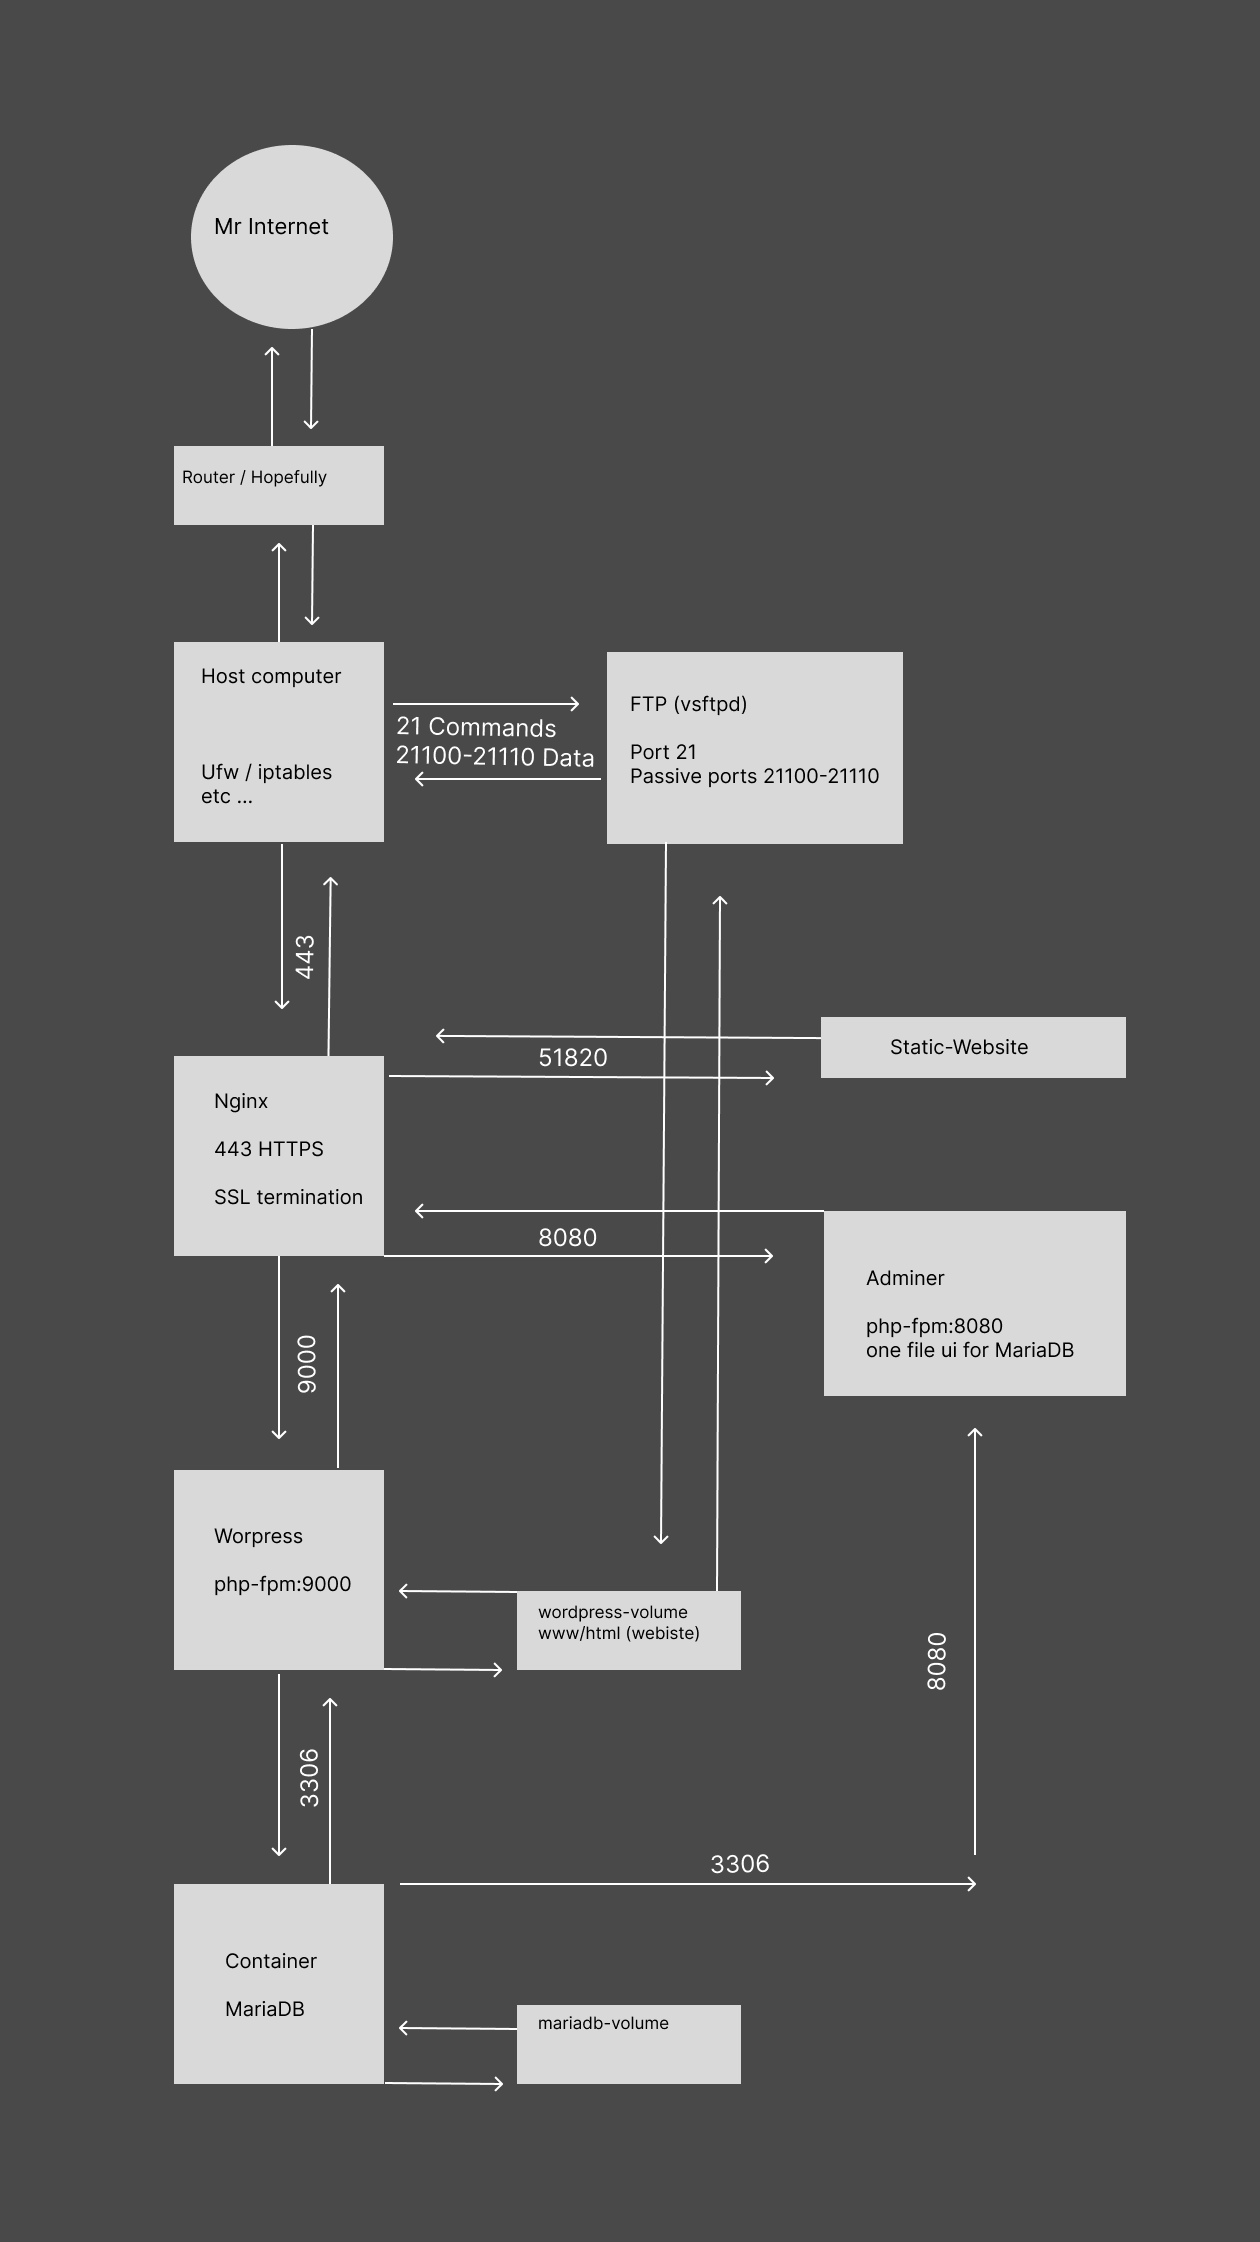 Mr Internet
Router / Hopefully
Host computer
Ufw / iptables
etc ...
21 Commands
21100-21110 Data
FTP (vsftpd)
Port 21
Passive ports 21100-21110
443
51820
Static-Website
Nginx
443 HTTPS
SSL termination
8080
Adminer
php-fpm:8080
one file ui for MariaDB
9000
Worpress
php-fpm:9000
wordpress-volume
www/html (webiste)
8080
3306
3306
Container
MariaDB
mariadb-volume